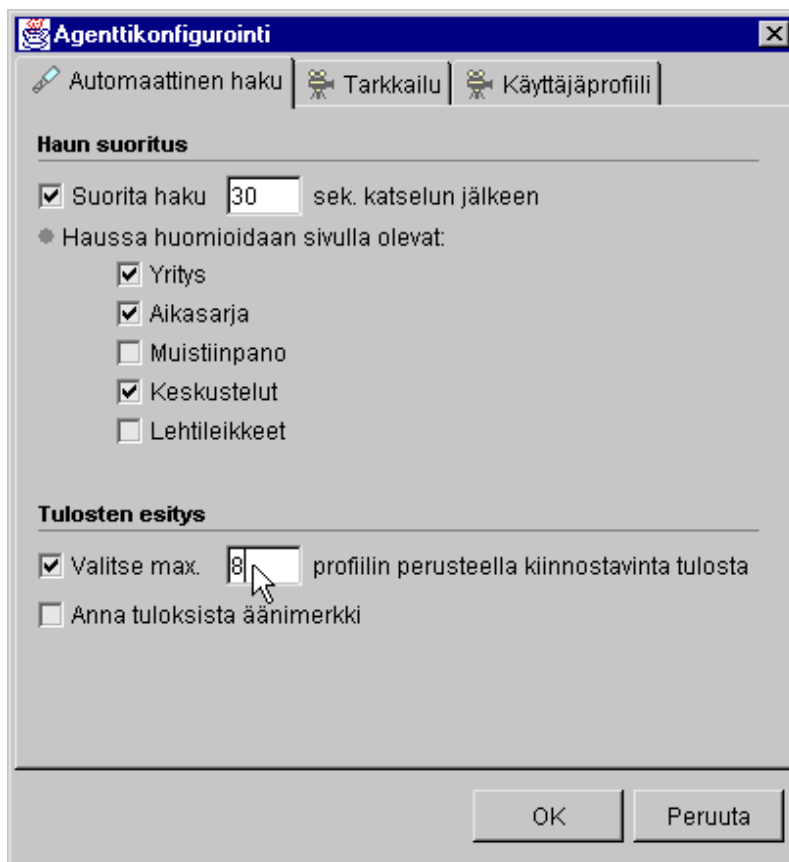 Agenttikonfigurointi
Automaattinen haku Tarkkailu Käyttäjäprofiili
Haun suoritus
Suorita haku 30 sek. katselun jälkeen
Haussa huomioidaan sivulla olevat:
Yritys
Aikasarja
Muistiinpano
Keskustelut
Lehtileikkeet
Tulosten esitys
Valitse max. 8 profiilin perusteella kiinnostavinta tulosta
Anna tuloksista äänimerkki
OK Peruuta